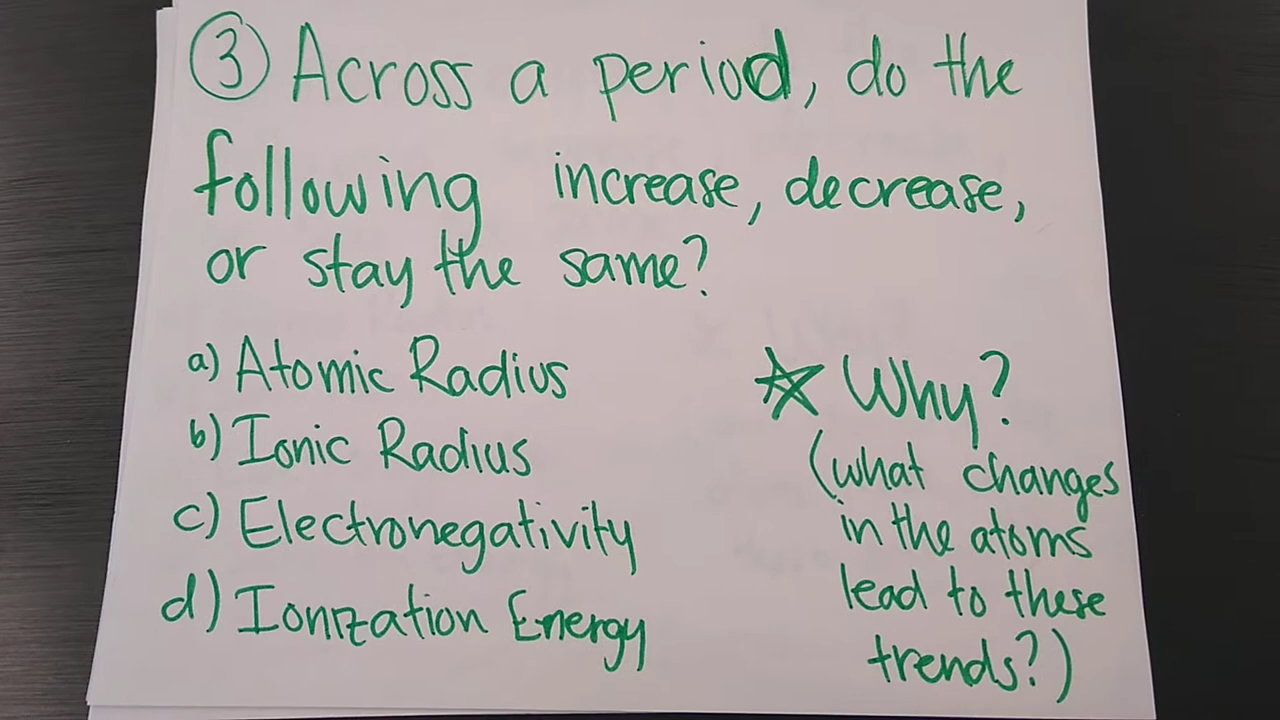 ③ Across a period, do the
following increase, decrease,
or stay the same?
a) Atomic Radius
b) Ionic Radius
c) Electronegativity
d) Ionization Energy
☆ Why?
(what changes
in the atoms
lead to these
trends?)